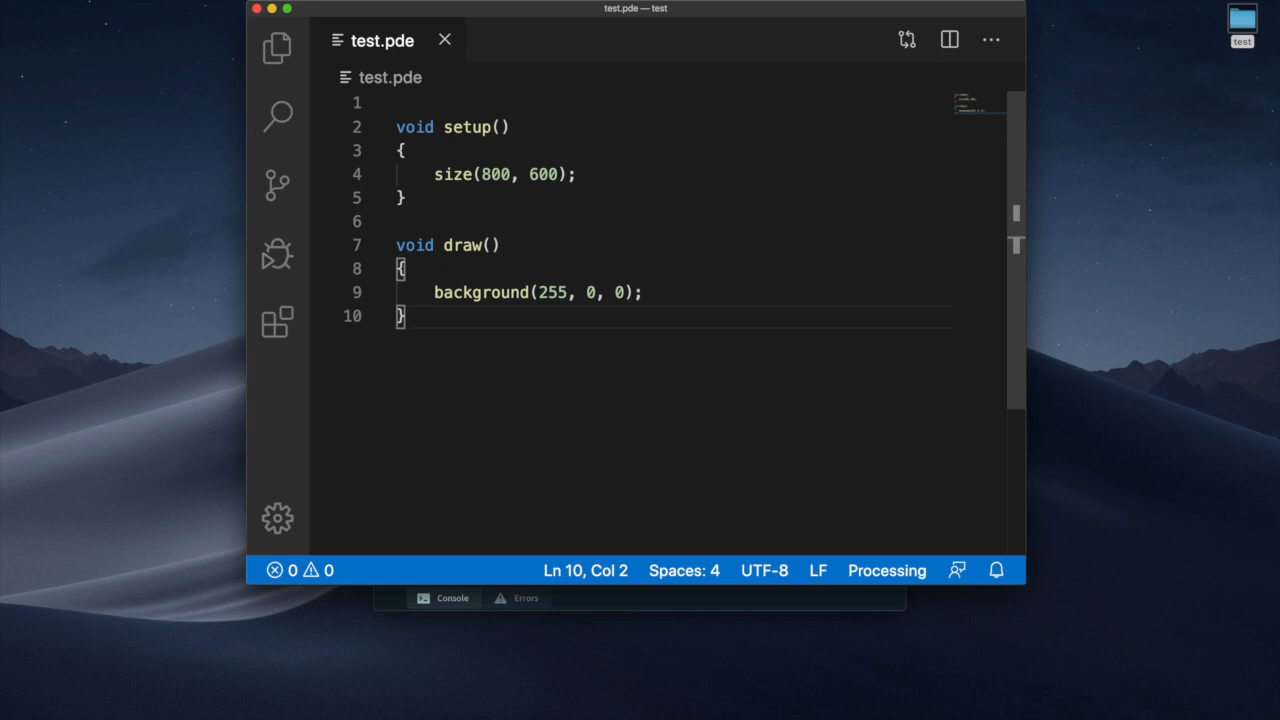 test.pde — test
test
test.pde
test.pde
1
2 void setup()
3 {
4 size(800, 600);
5 }
6
7 void draw()
8 {
9 background(255, 0, 0);
10 }
0 0 Ln 10, Col 2 Spaces: 4 UTF-8 LF Processing
Console Errors